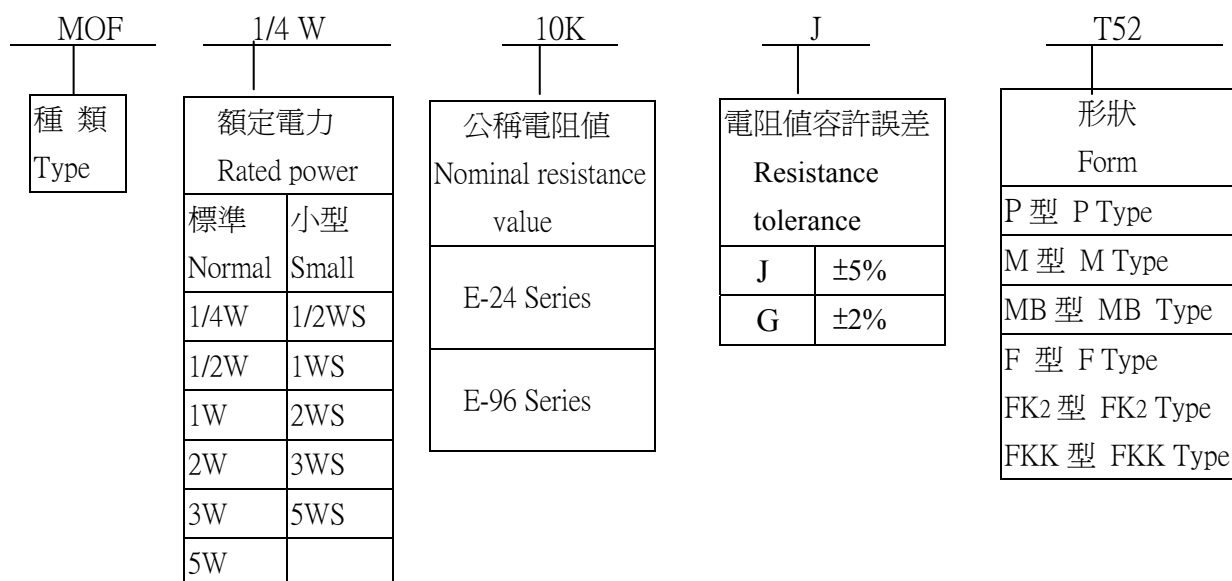 MOF 1/4 W 10K J T52
種 類
Type
額定電力
Rated power
標準 小型
Normal Small
1/4W 1/2WS
1/2W 1WS
1W 2WS
2W 3WS
3W 5WS
5W
公稱電阻值
Nominal resistance
value
E-24 Series
E-96 Series
電阻值容許誤差
Resistance
tolerance
J ±5%
G ±2%
形狀
Form
P 型 P Type
M 型 M Type
MB 型 MB Type
F 型 F Type
FK2 型 FK2 Type
FKK 型 FKK Type